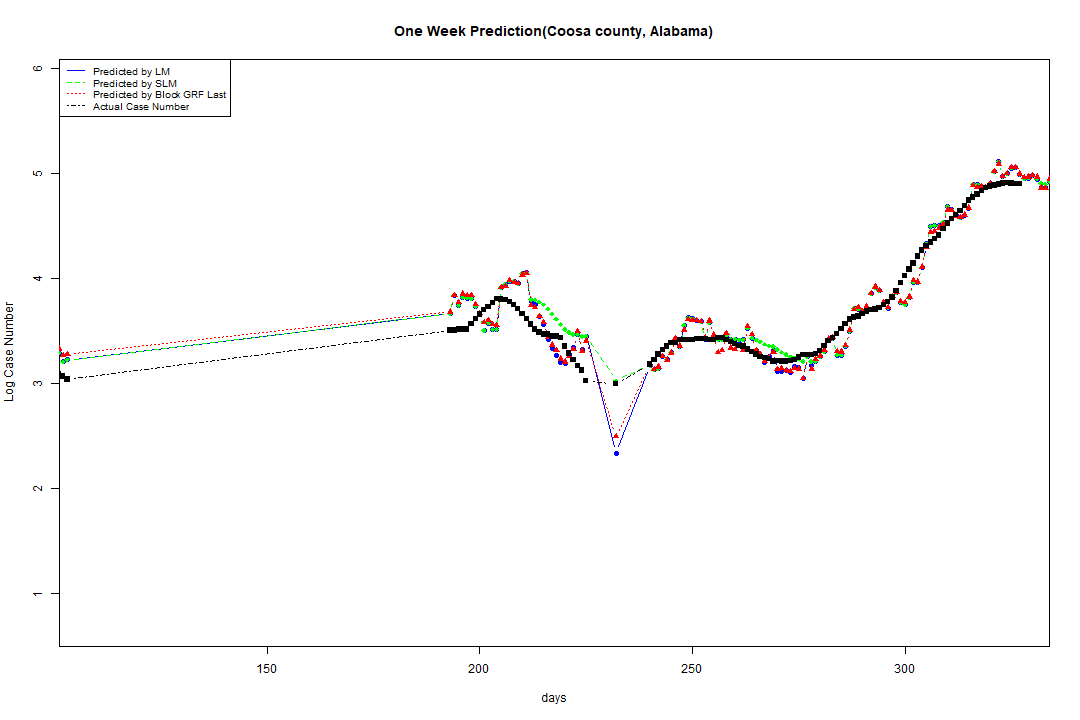 One Week Prediction(Coosa county, Alabama)
Predicted by LM
Predicted by SLM
Predicted by Block GRF Last
Actual Case Number
6
5
4
3
2
1
Log Case Number
150
200
250
300
days